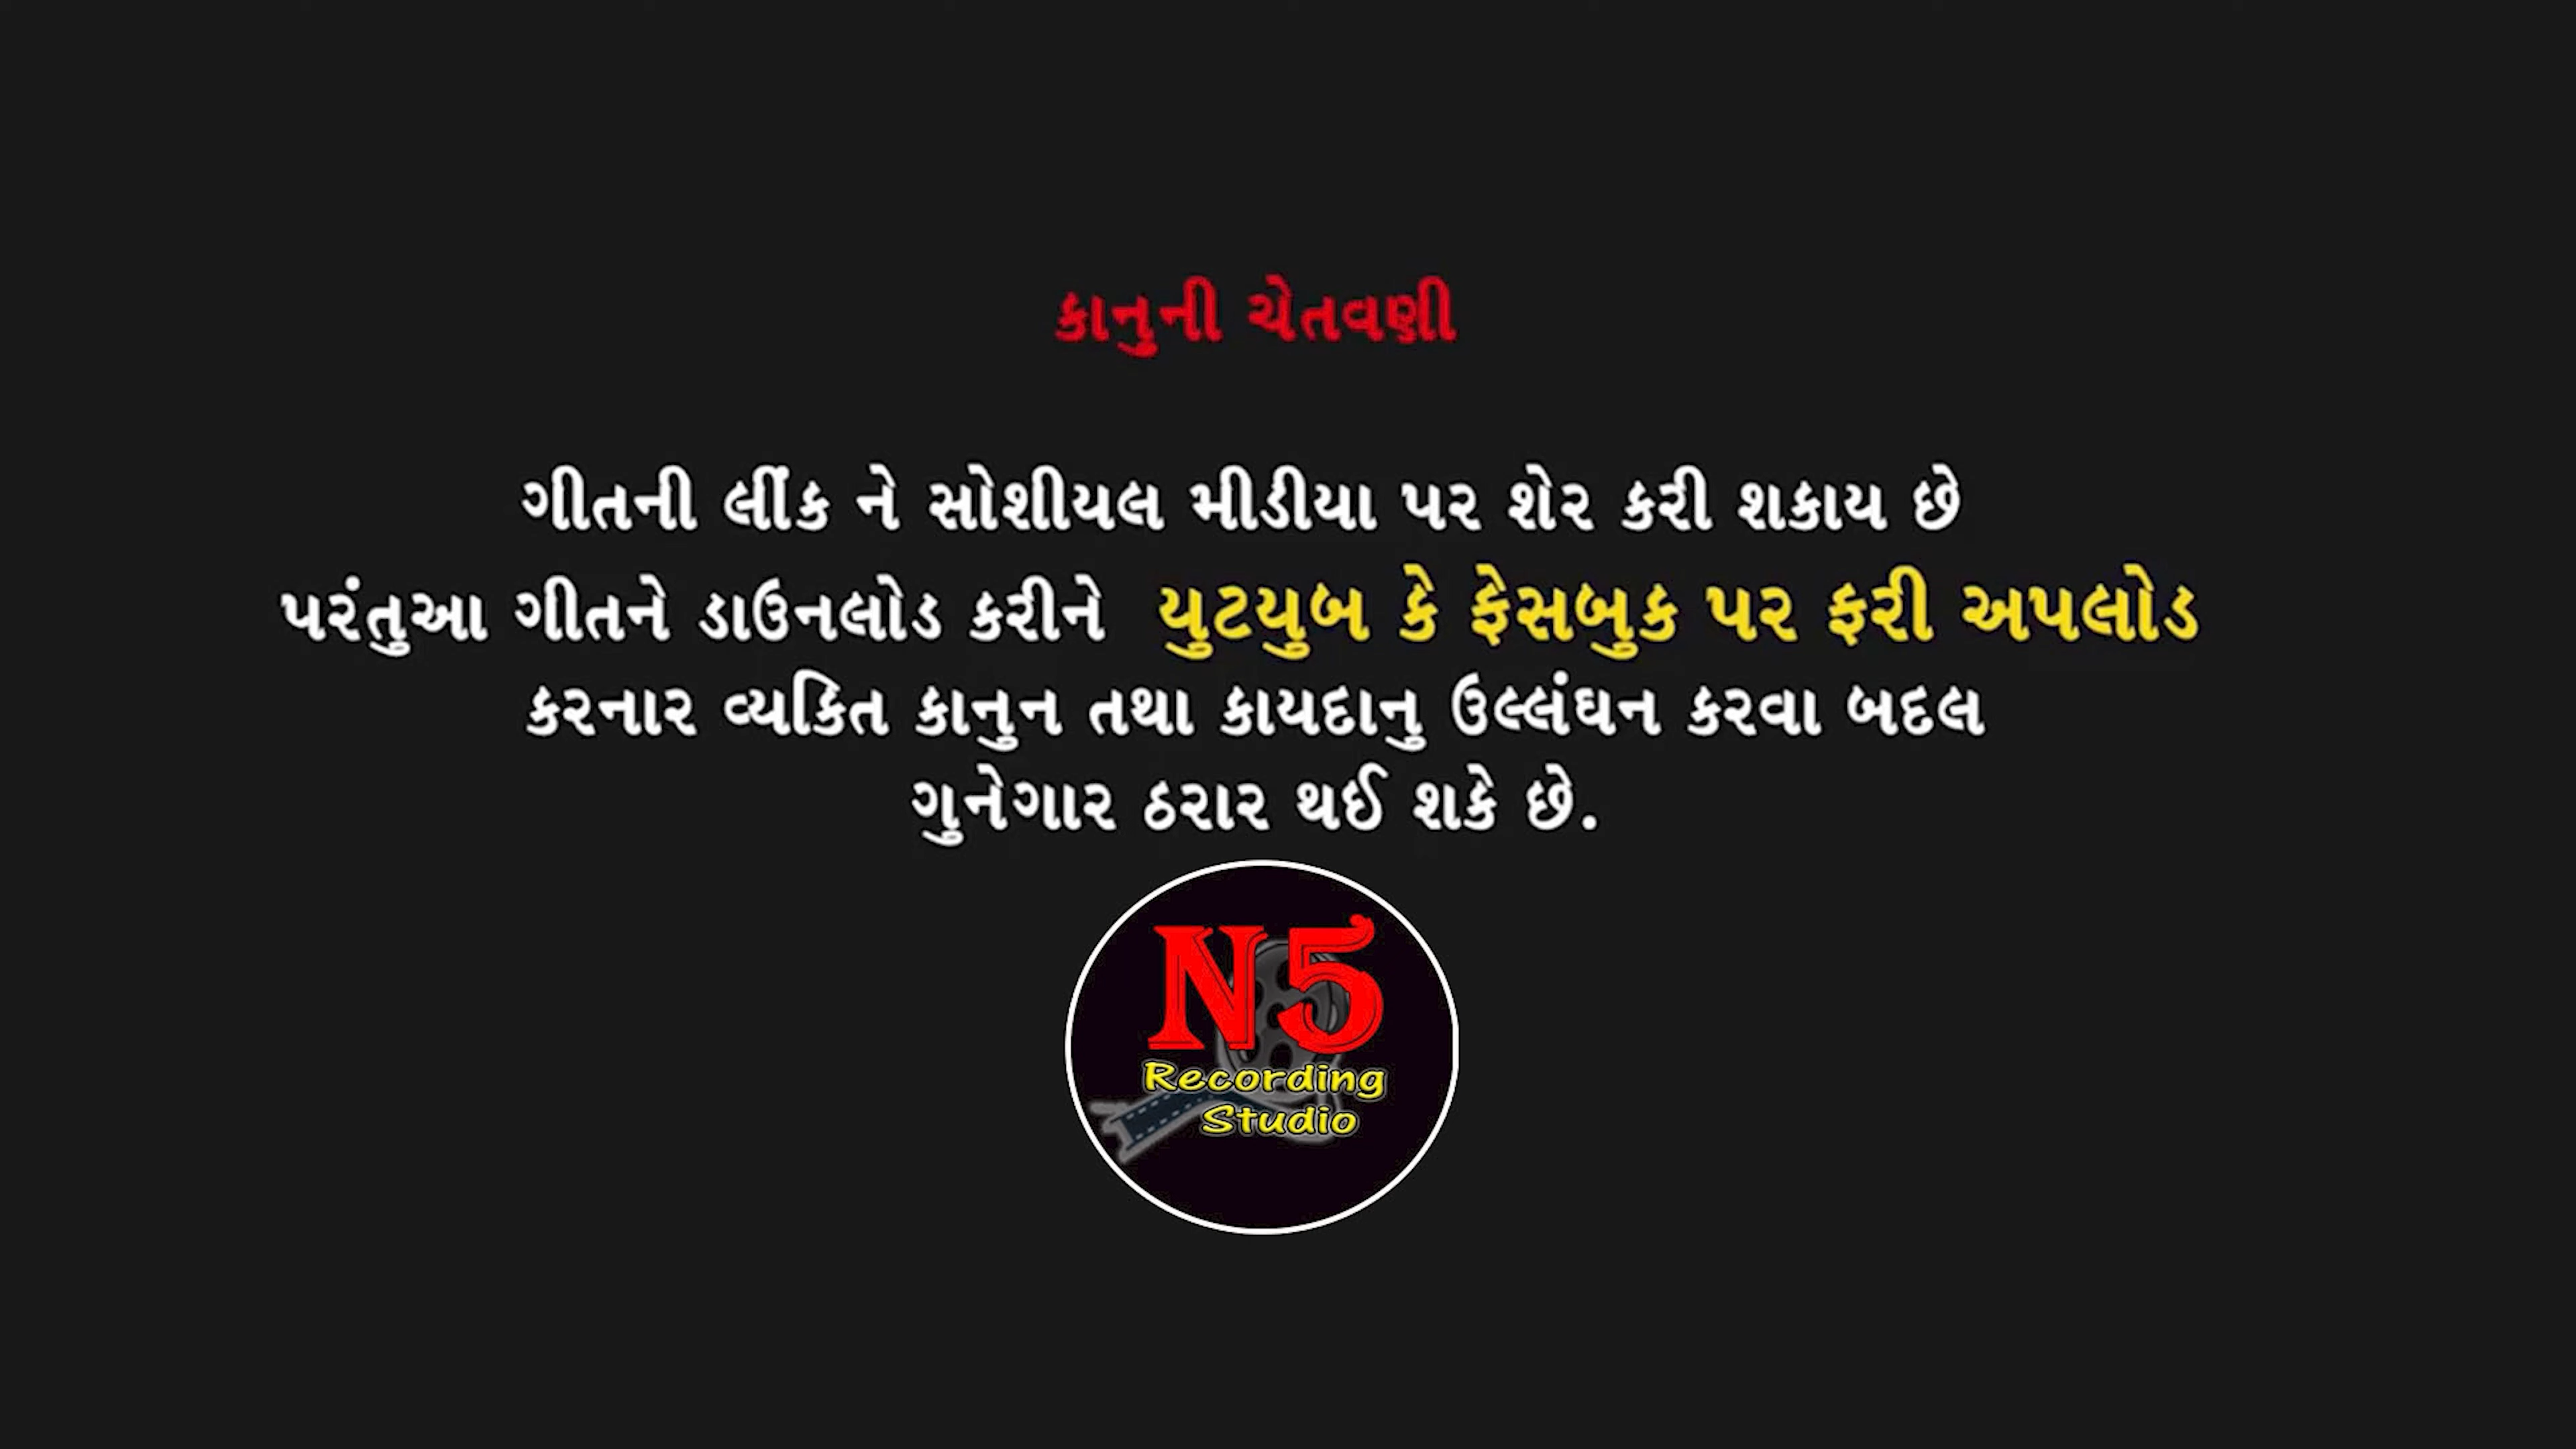 કાનુની ચેતવણી
ગીતની લીંક ને સોશીયલ મીડીયા પર શેર કરી શકાય છે
પરંતુઆ ગીતને ડાઉનલોડ કરીને યુટયુબ કે ફેસબુક પર ફરી અપલોડ
કરનાર વ્યકિત કાનુન તથા કાયદાનુ ઉલ્લંઘન કરવા બદલ
ગુનેગાર ઠરાર થઈ શકે છે.
N5
Recording
Studio